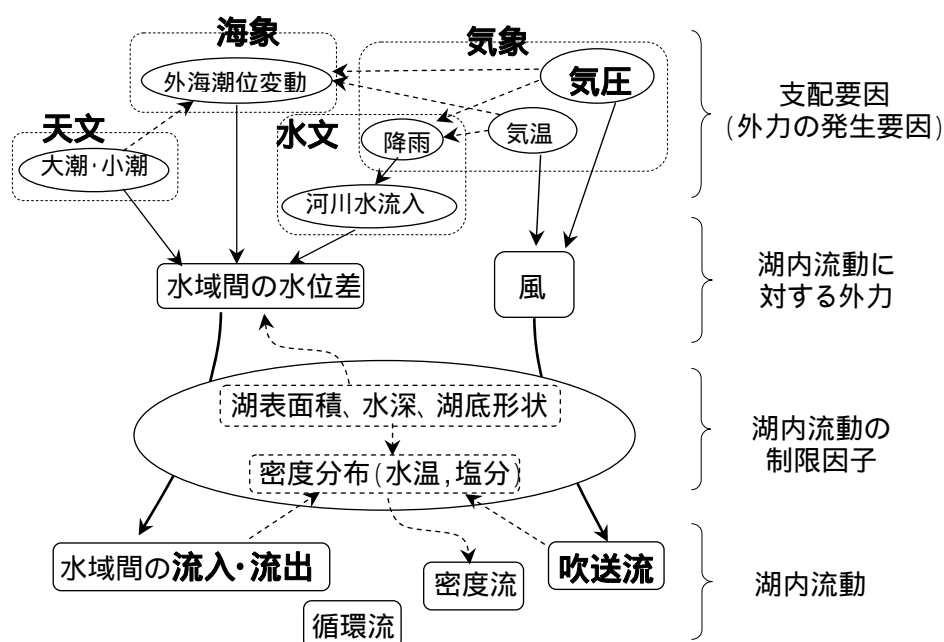 海象
気象
外海潮位変動
気圧
支配要因
(外力の発生要因)
天文
水文
降雨
気温
大潮・小潮
河川水流入
水域間の水位差
風
湖内流動に
対する外力
湖表面積、水深、湖底形状
湖内流動の
制限因子
密度分布(水温,塩分)
水域間の流入・流出
密度流
吹送流
湖内流動
循環流